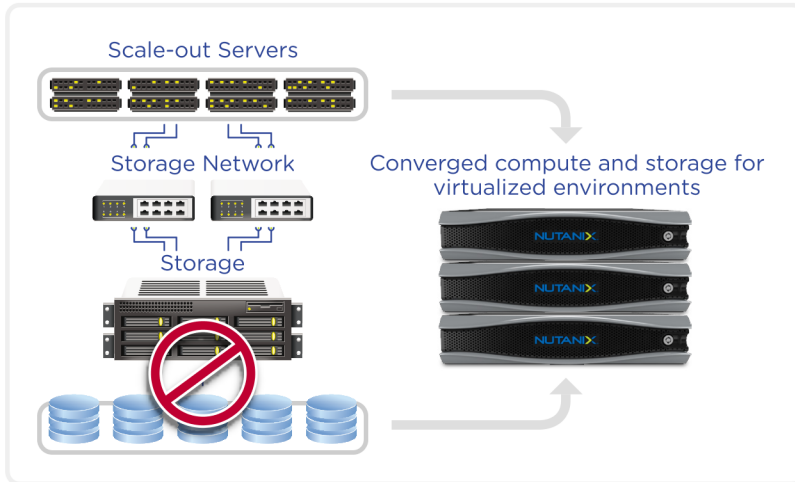 Scale-out Servers
Storage Network
Storage
Converged compute and storage for
virtualized environments
NUTANIX
NUTANIX
NUTANIX